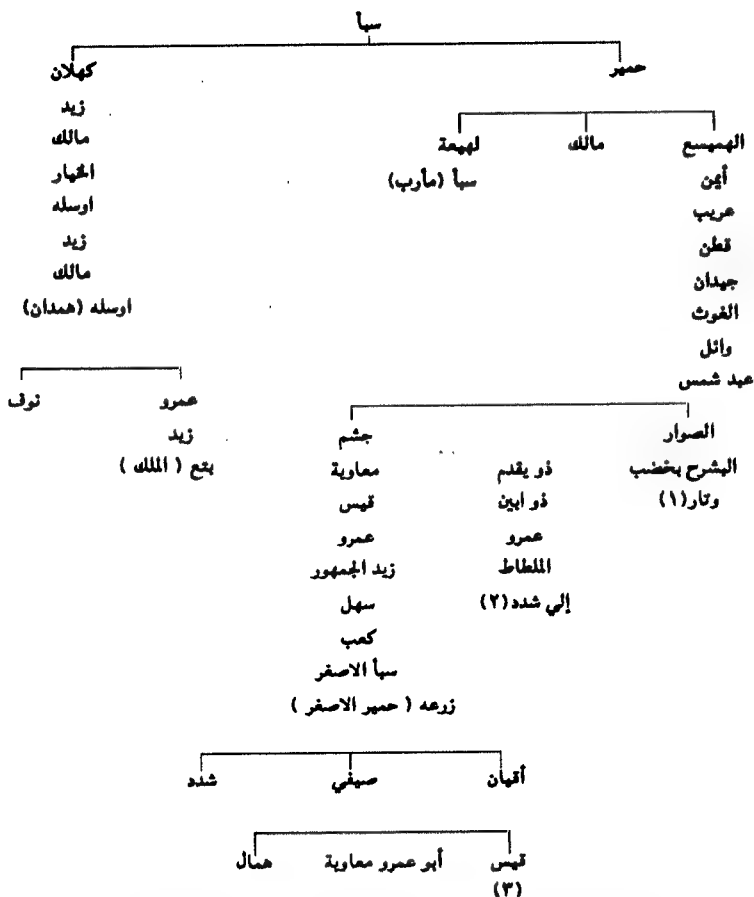 سبأ
حمير كهلان
زيد
مالك
الهميسع مالك لهيعة
الخيار
أيمن سبأ (مأرب)
اوسله
عريب
زيد
قطن
مالك
جيدان
اوسله (همدان)
الغوث
وائل
عبد شمس
عمرو نوف
الصوار جشم
زيد
اليشرح يخضب ذو يقدم معاوية
يتع ( الملك )
وتار(١) ذو ابين قيس
عمرو عمرو
الملطاط زيد الجمهور
إلي شدد(٢) سهل
كعب
سبأ الاصغر
زرعه ( حمير الاصغر )
أقيان صيفي شدد
قيس أبو عمرو معاوية همال
(٣)